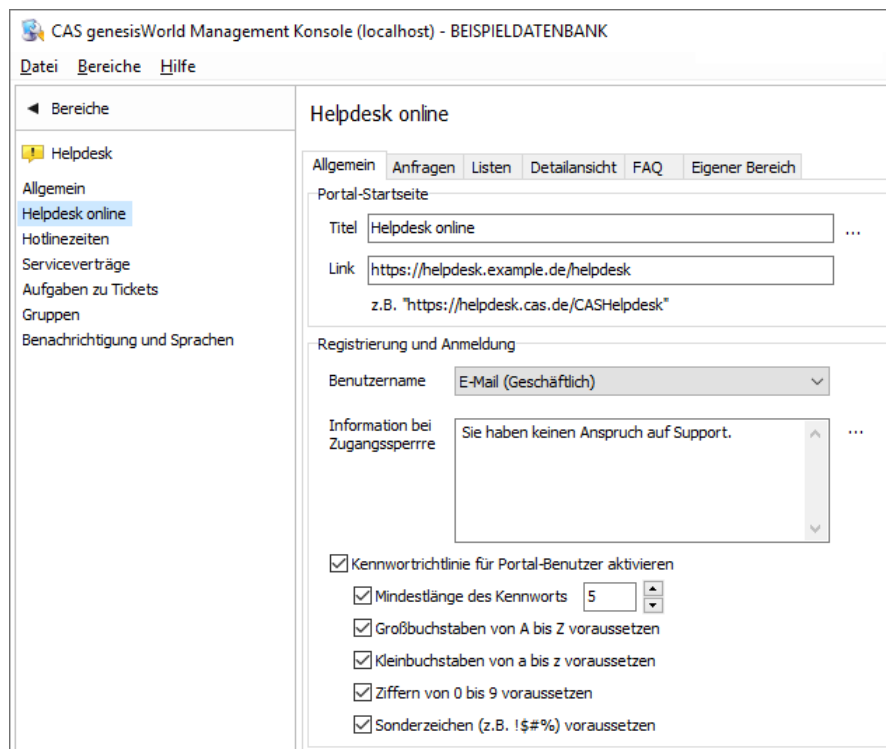 CAS genesisWorld Management Konsole (localhost) - BEISPIELDATENBANK
Datei Bereiche Hilfe
◄ Bereiche
Helpdesk
Allgemein
Helpdesk online
Hotlinezeiten
Serviceverträge
Aufgaben zu Tickets
Gruppen
Benachrichtigung und Sprachen
Helpdesk online
Allgemein Anfragen Listen Detailansicht FAQ Eigener Bereich
Portal-Startseite
Titel Helpdesk online ...
Link https://helpdesk.example.de/helpdesk
z.B. "https://helpdesk.cas.de/CASHelpdesk"
Registrierung und Anmeldung
Benutzername E-Mail (Geschäftlich)
Information bei
Zugangssperrre
Sie haben keinen Anspruch auf Support. ...
Kennwortrichtlinie für Portal-Benutzer aktivieren
Mindestlänge des Kennworts 5
Großbuchstaben von A bis Z voraussetzen
Kleinbuchstaben von a bis z voraussetzen
Ziffern von 0 bis 9 voraussetzen
Sonderzeichen (z.B. !$#%) voraussetzen